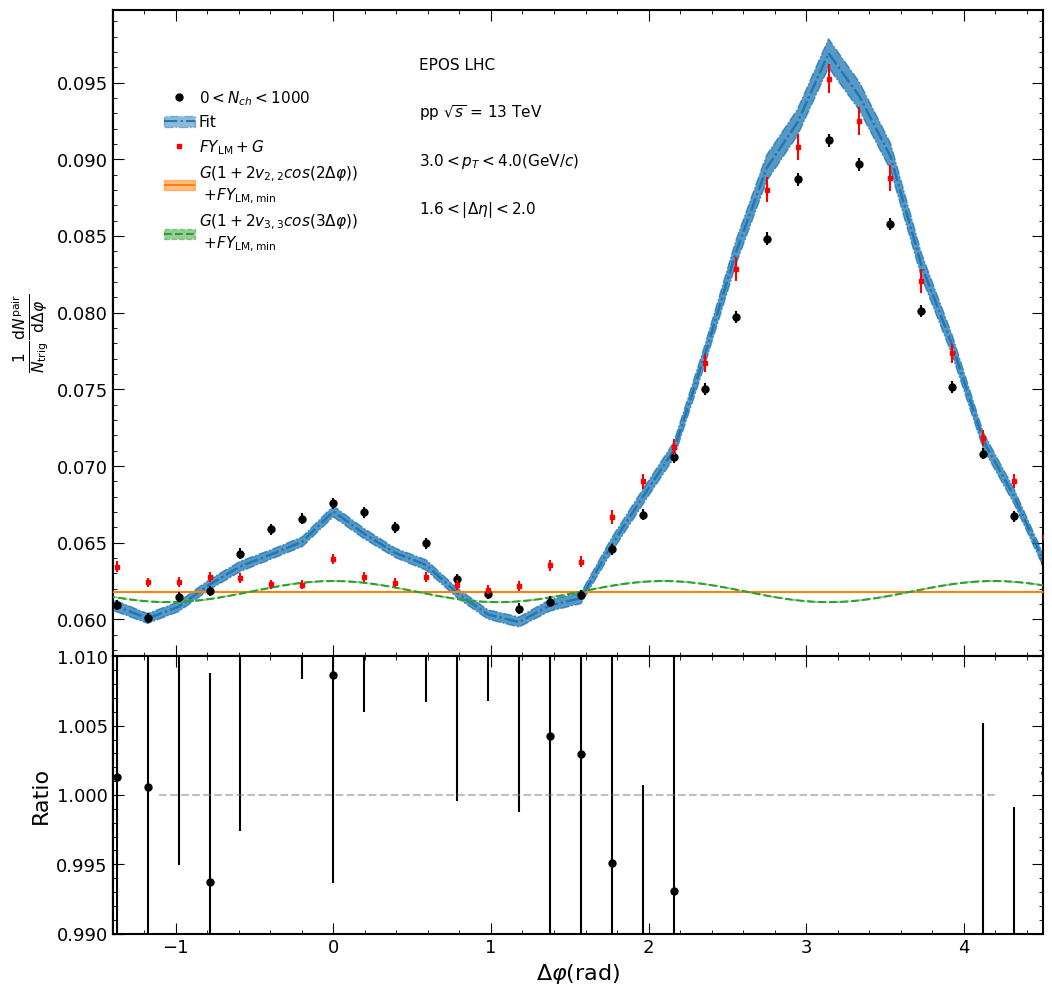 EPOS LHC
0 < N_ch < 1000
Fit
pp √s = 13 TeV
FY_LM + G
3.0 < p_T < 4.0(GeV/c)
G(1 + 2v_2,2cos(2Δφ))
+FY_LM,min
1.6 < |Δη| < 2.0
G(1 + 2v_3,3cos(3Δφ))
+FY_LM,min
1/N_trig dN^pair/dΔφ
0.095
0.090
0.085
0.080
0.075
0.070
0.065
0.060
1.010
1.005
1.000
0.995
0.990
Ratio
−1 0 1 2 3 4
Δφ(rad)